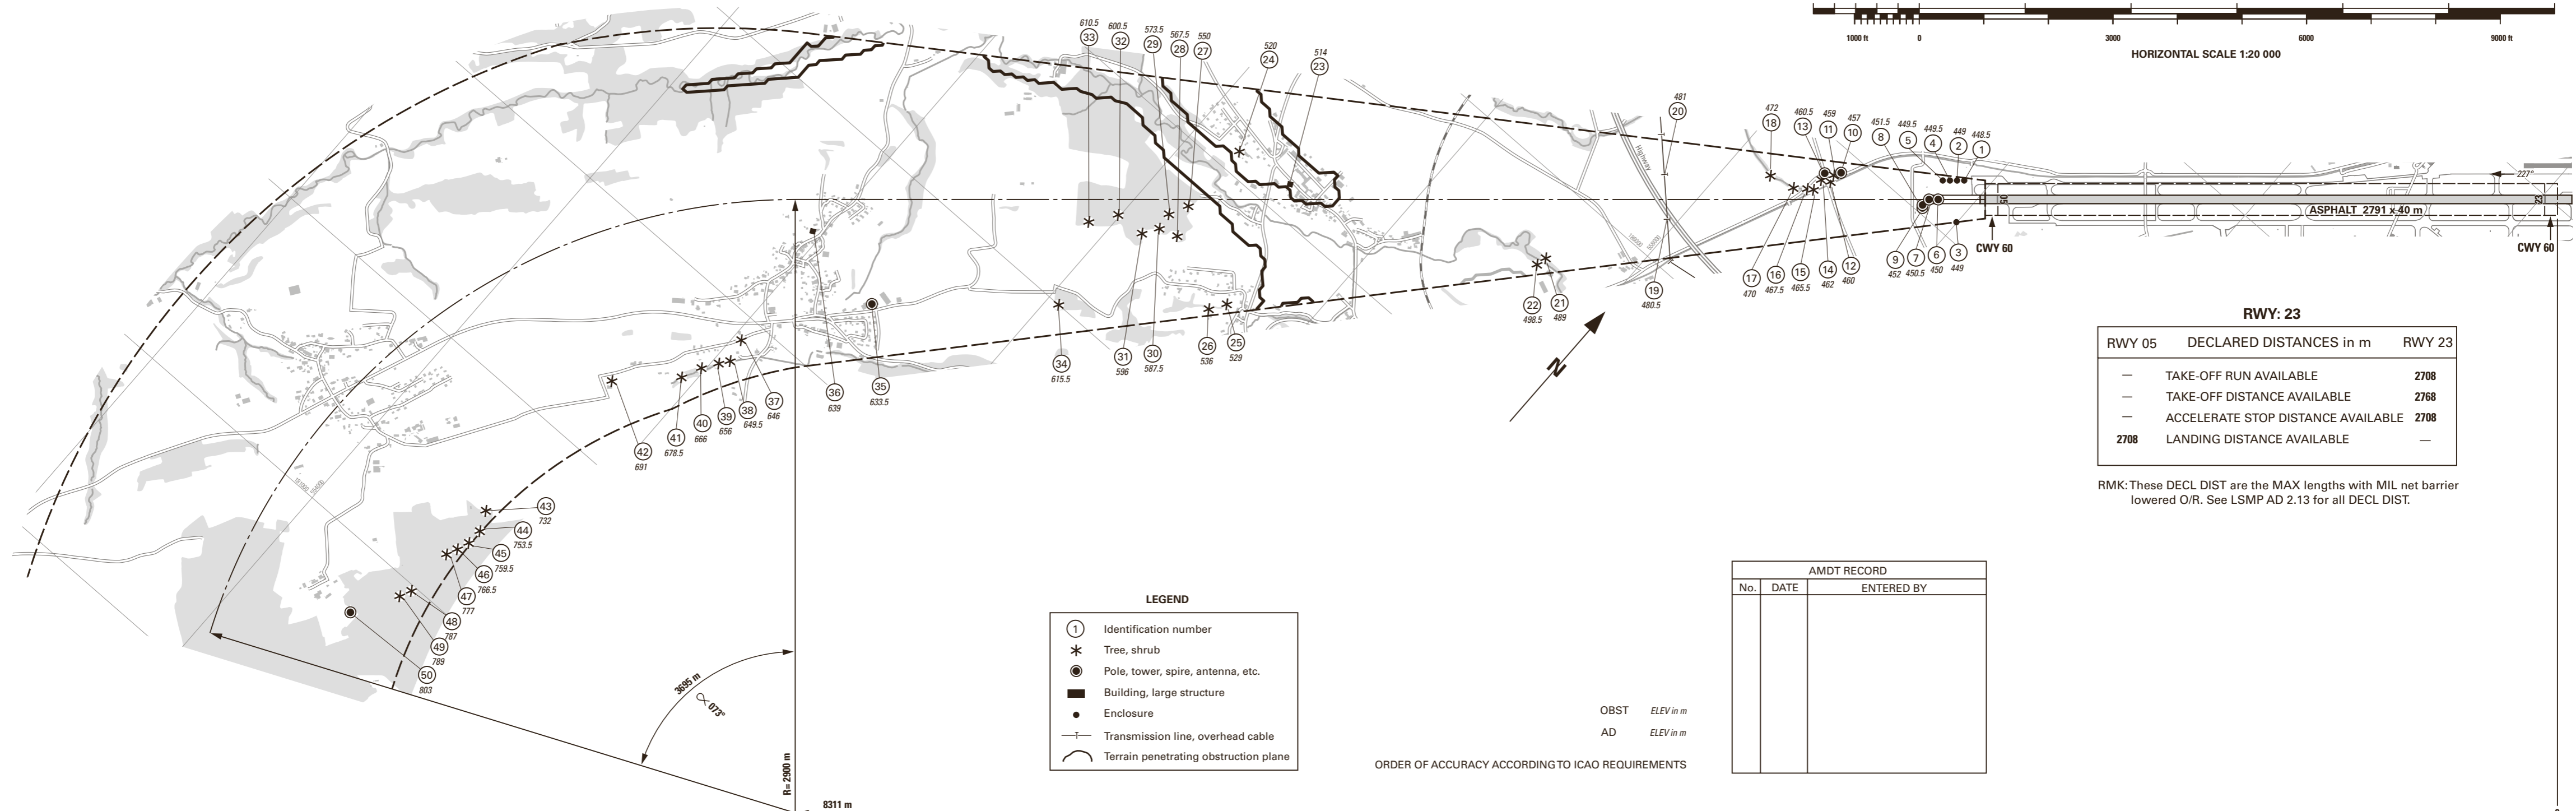 1000 ft 0 3000 6000 9000 ft
HORIZONTAL SCALE 1:20 000
610.5 600.5 573.5 567.5 550 520 514
33 32 29 28 27 24 23
481
20
472 460.5 459 457 451.5 449.5 449.5 449 448.5
18 13 11 10 8 5 4 2 1
Highway
227°
05
23
ASPHALT 2791 x 40 m
CWY 60
CWY 60
9 7 6 3
452 450.5 450 449
17 16 15 14 12
470 467.5 465.5 462 460
19
480.5
22 21
498.5 489
26 25
536 529
34 31 30
615.5 596 587.5
36 35
639 633.5
37
646
38
649.5
39
656
40
666
41
678.5
42
691
43
732
44
753.5
45
759.5
46
766.5
47
777
48
787
49
789
50
803
N
RWY: 23
RWY 05 DECLARED DISTANCES in m RWY 23
— TAKE-OFF RUN AVAILABLE 2708
— TAKE-OFF DISTANCE AVAILABLE 2768
— ACCELERATE STOP DISTANCE AVAILABLE 2708
2708 LANDING DISTANCE AVAILABLE —
RMK: These DECL DIST are the MAX lengths with MIL net barrier
lowered O/R. See LSMP AD 2.13 for all DECL DIST.
3695 m
∝ 073°
R= 2900 m
8311 m
LEGEND
1 Identification number
Tree, shrub
Pole, tower, spire, antenna, etc.
Building, large structure
Enclosure
Transmission line, overhead cable
Terrain penetrating obstruction plane
OBST ELEV in m
AD ELEV in m
ORDER OF ACCURACY ACCORDING TO ICAO REQUIREMENTS
AMDT RECORD
No. DATE ENTERED BY